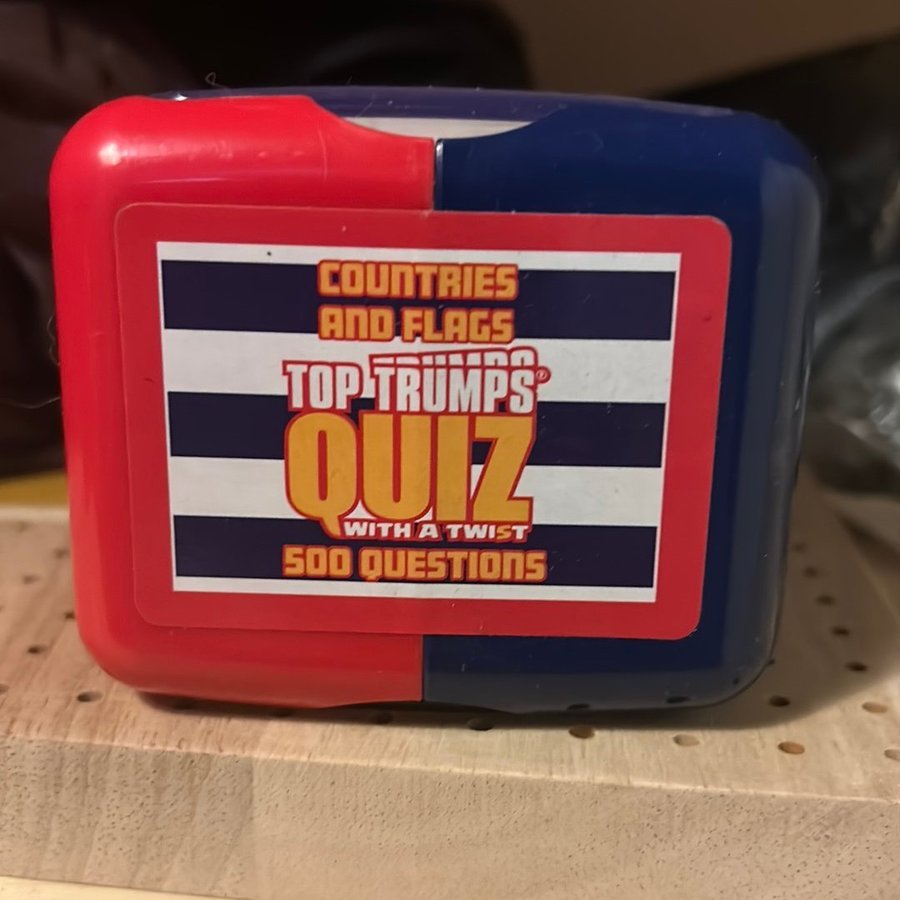 COUNTRIES
AND FLAGS
TOP TRUMPS®
QUIZ
WITH A TWIST
500 QUESTIONS